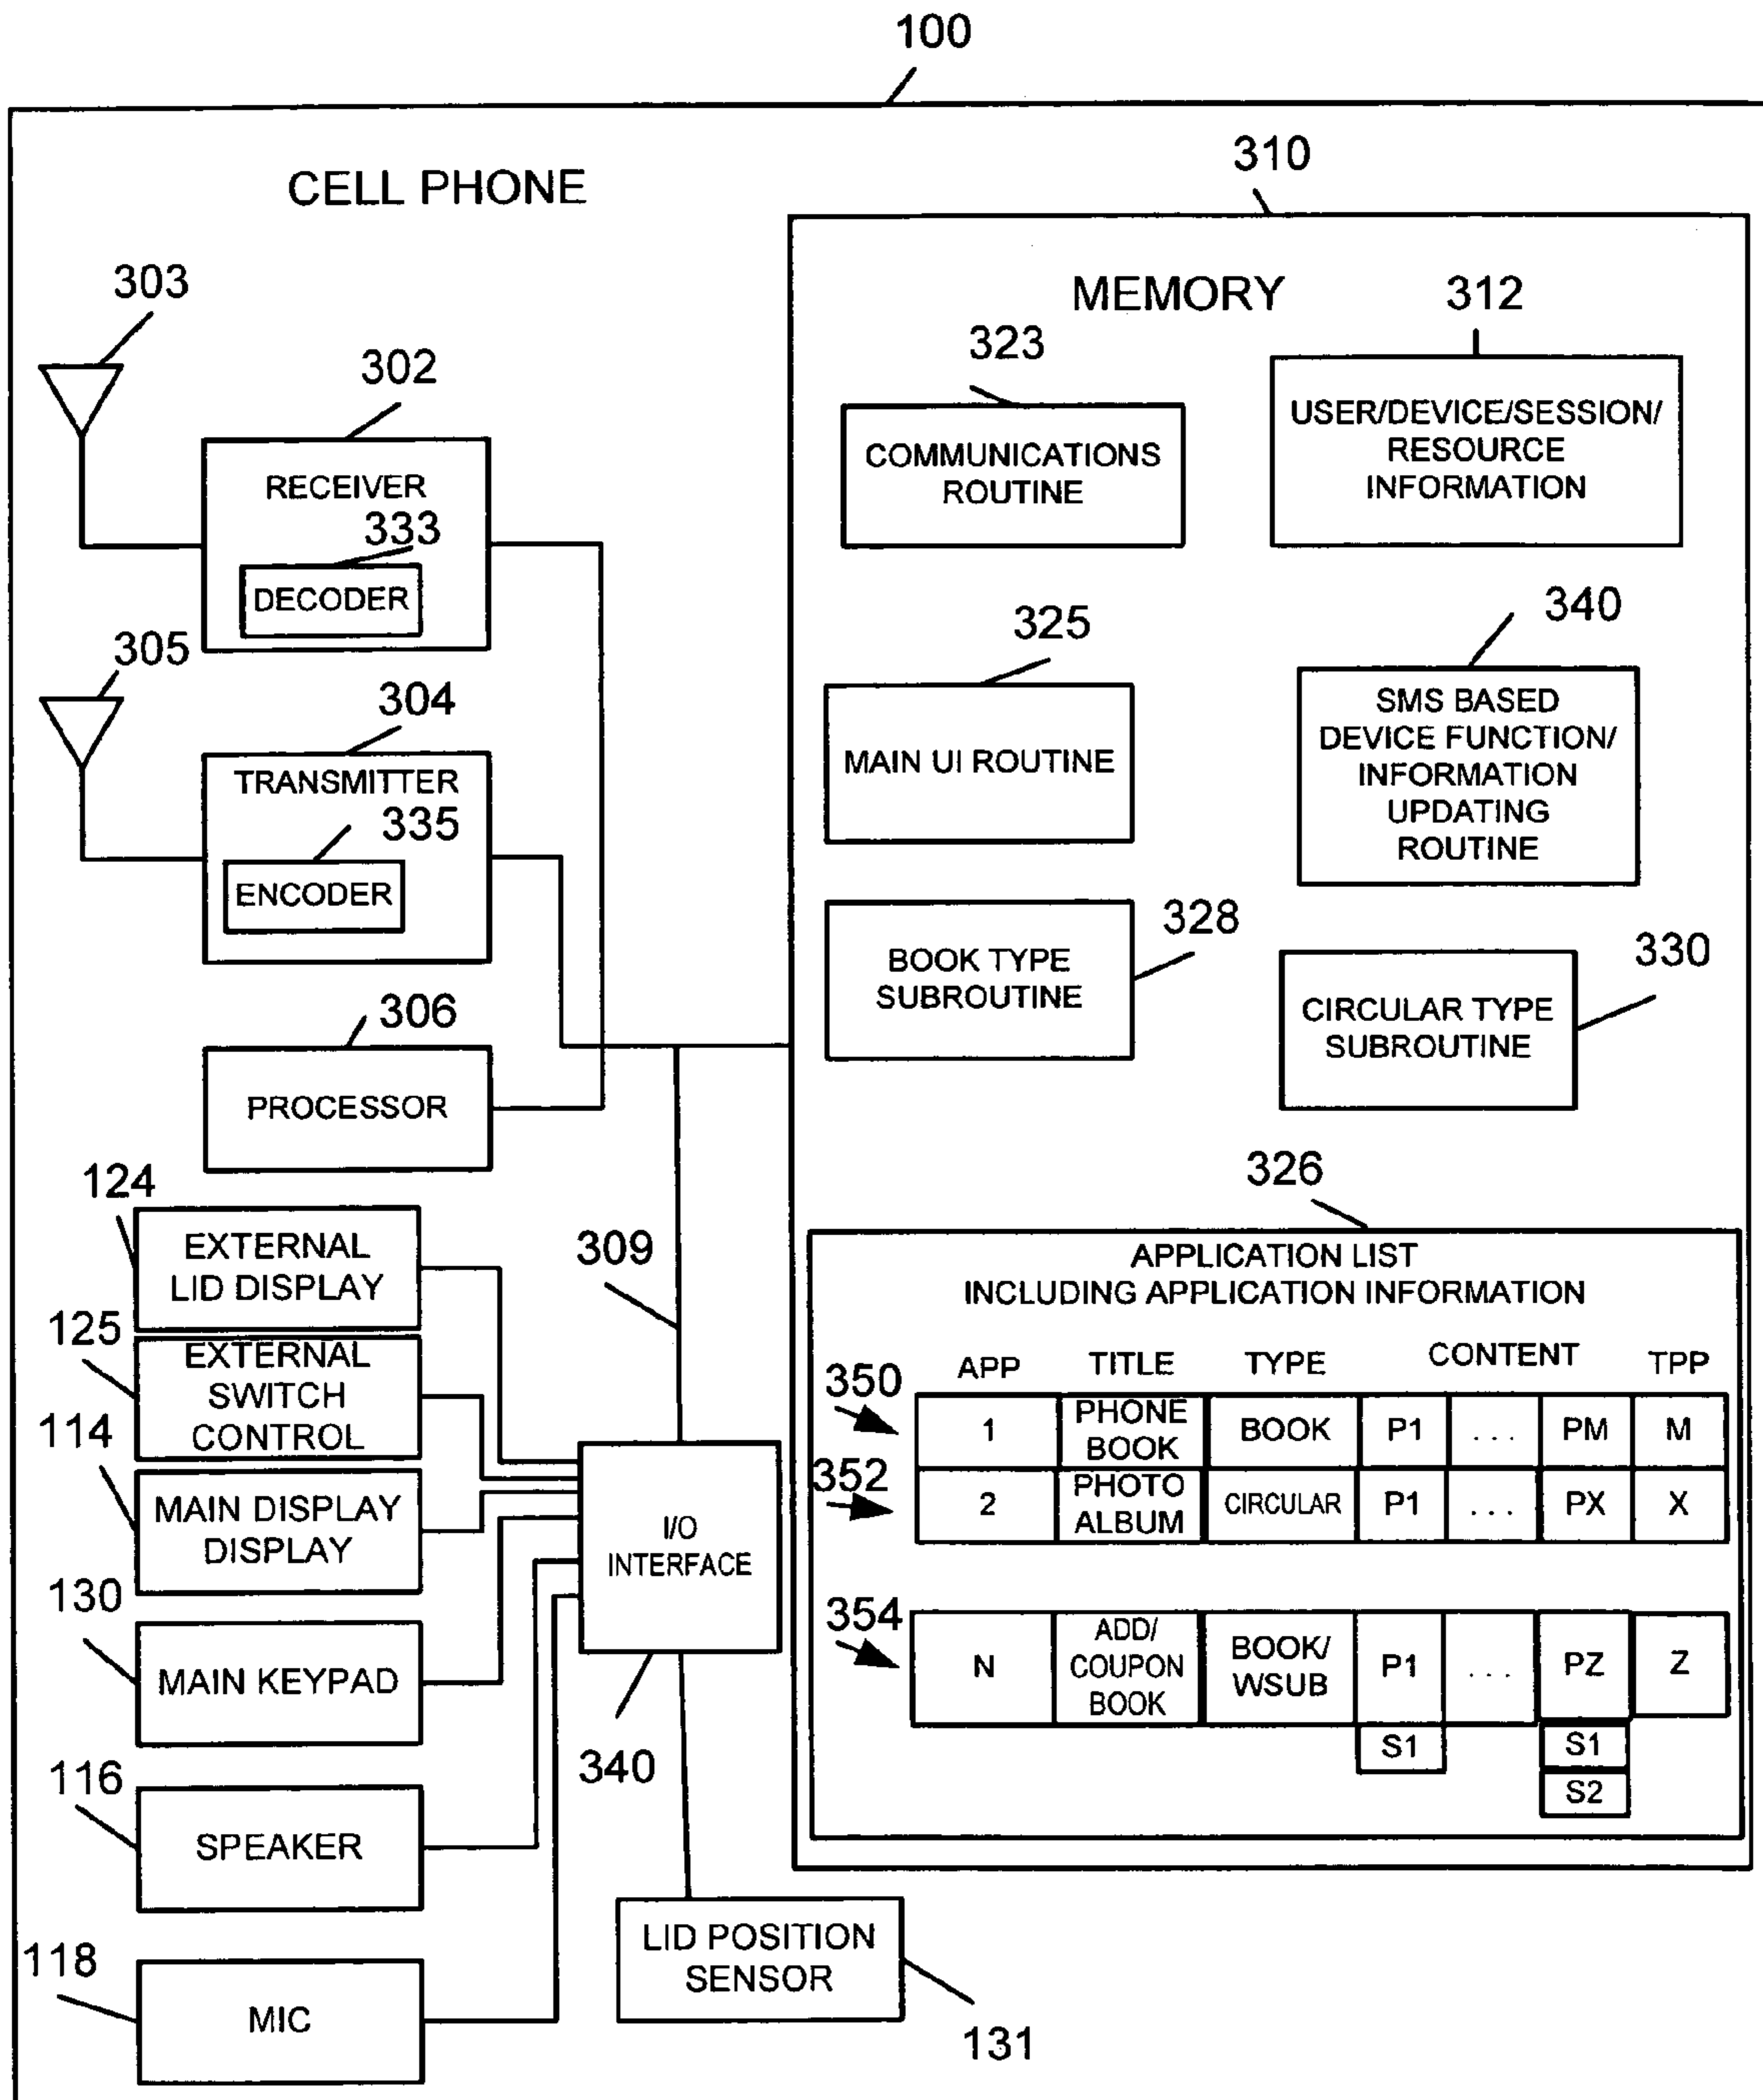 100
CELL PHONE
310
MEMORY
303
302
RECEIVER
333
DECODER
305
304
TRANSMITTER
335
ENCODER
306
PROCESSOR
323
COMMUNICATIONS
ROUTINE
312
USER/DEVICE/SESSION/
RESOURCE
INFORMATION
325
MAIN UI ROUTINE
340
SMS BASED
DEVICE FUNCTION/
INFORMATION
UPDATING
ROUTINE
328
BOOK TYPE
SUBROUTINE
330
CIRCULAR TYPE
SUBROUTINE
124
EXTERNAL
LID DISPLAY
125
EXTERNAL
SWITCH
CONTROL
114
MAIN DISPLAY
DISPLAY
130
MAIN KEYPAD
116
SPEAKER
118
MIC
309
I/O
INTERFACE
340
LID POSITION
SENSOR
131
326
APPLICATION LIST
INCLUDING APPLICATION INFORMATION
APP TITLE TYPE CONTENT TPP
350
1 PHONE BOOK BOOK P1 ... PM M
352
2 PHOTO ALBUM CIRCULAR P1 ... PX X
354
N ADD/ COUPON BOOK BOOK/ WSUB P1 ... PZ Z
S1 S1
S2